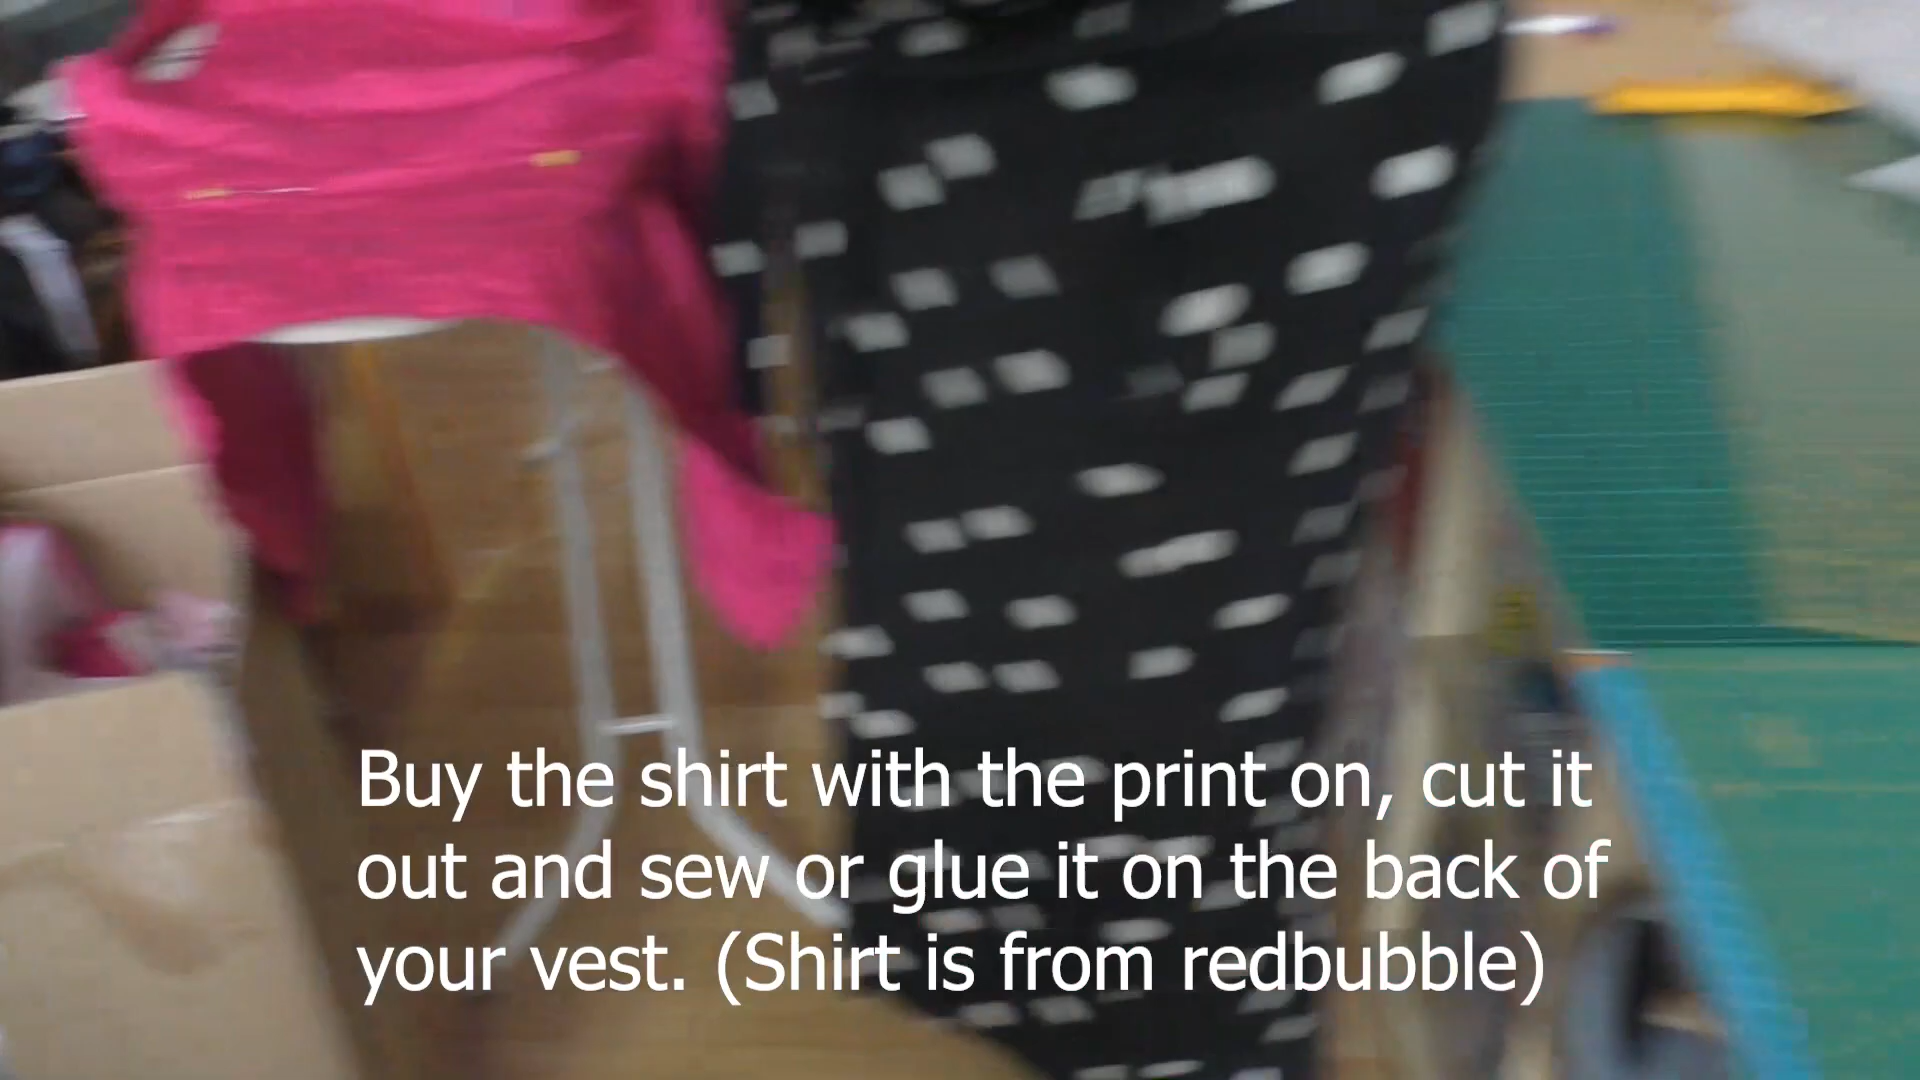 Buy the shirt with the print on, cut it
out and sew or glue it on the back of
your vest. (Shirt is from redbubble)